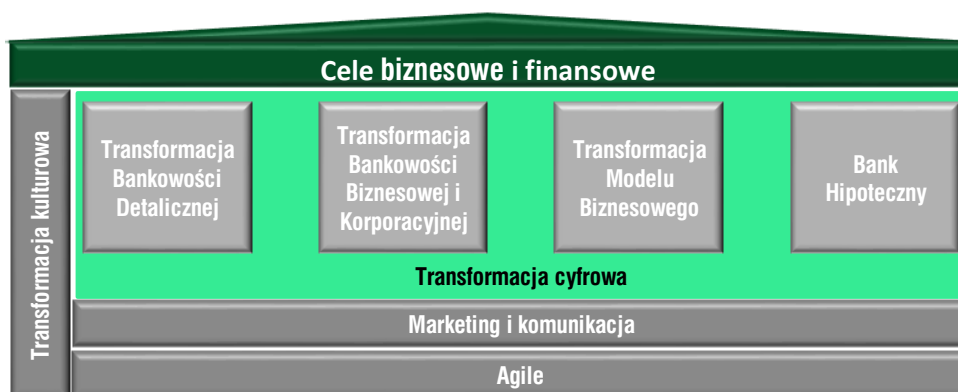 Cele biznesowe i finansowe
Transformacja kulturowa
Transformacja
Bankowości
Detalicznej
Transformacja
Bankowości
Biznesowej i
Korporacyjnej
Transformacja
Modelu
Biznesowego
Bank
Hipoteczny
Transformacja cyfrowa
Marketing i komunikacja
Agile